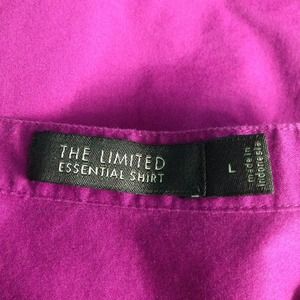 THE LIMITED
ESSENTIAL SHIRT
L
made in
indonesia